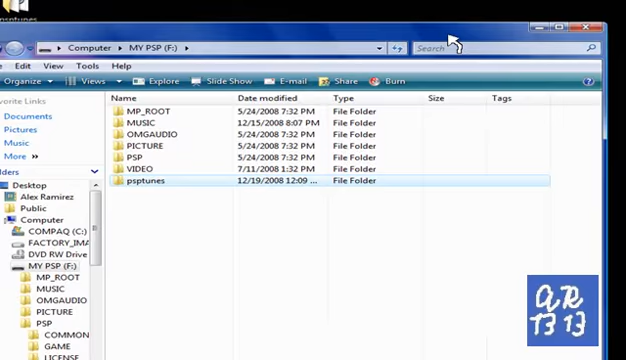 psptunes
Computer ▸ MY PSP (F:) ▸
Search
Edit View Tools Help
Organize Views Explore Slide Show E-mail Share Burn
avorite Links
Documents
Pictures
Music
More
lders
Desktop
Alex Ramirez
Public
Computer
COMPAQ (C:)
FACTORY_IMA
DVD RW Drive
MY PSP (F:)
MP_ROOT
MUSIC
OMGAUDIO
PICTURE
PSP
COMMON
GAME
LICENSE
Name Date modified Type Size Tags
MP_ROOT 5/24/2008 7:32 PM File Folder
MUSIC 12/15/2008 8:07 PM File Folder
OMGAUDIO 5/24/2008 7:32 PM File Folder
PICTURE 5/24/2008 7:32 PM File Folder
PSP 5/24/2008 7:32 PM File Folder
VIDEO 7/11/2008 1:32 PM File Folder
psptunes 12/19/2008 12:09 ... File Folder
AR
13 13